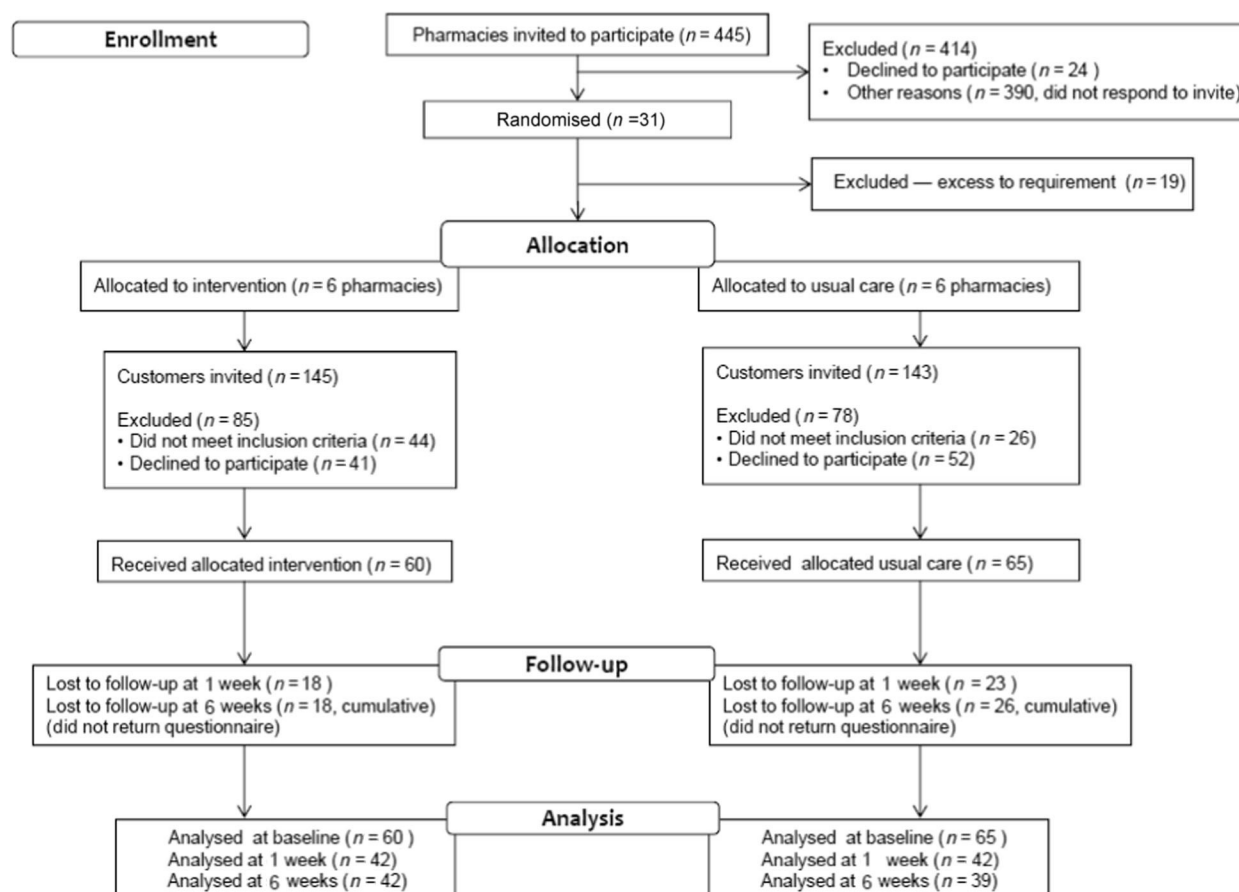 Enrollment
Pharmacies invited to participate (n = 445)
Excluded (n = 414)
• Declined to participate (n = 24 )
• Other reasons (n = 390, did not respond to invite)
Randomised (n =31)
Excluded — excess to requirement (n = 19)
Allocation
Allocated to intervention (n = 6 pharmacies)
Allocated to usual care (n = 6 pharmacies)
Customers invited (n = 145)
Excluded (n = 85)
• Did not meet inclusion criteria (n = 44)
• Declined to participate (n = 41)
Customers invited (n = 143)
Excluded (n = 78)
• Did not meet inclusion criteria (n = 26)
• Declined to participate (n = 52)
Received allocated intervention (n = 60)
Received allocated usual care (n = 65)
Follow-up
Lost to follow-up at 1 week (n = 18 )
Lost to follow-up at 6 weeks (n = 18, cumulative)
(did not return questionnaire)
Lost to follow-up at 1 week (n = 23 )
Lost to follow-up at 6 weeks (n = 26, cumulative)
(did not return questionnaire)
Analysis
Analysed at baseline (n = 60 )
Analysed at 1 week (n = 42)
Analysed at 6 weeks (n = 42)
Analysed at baseline (n = 65 )
Analysed at 1 week (n = 42)
Analysed at 6 weeks (n = 39)